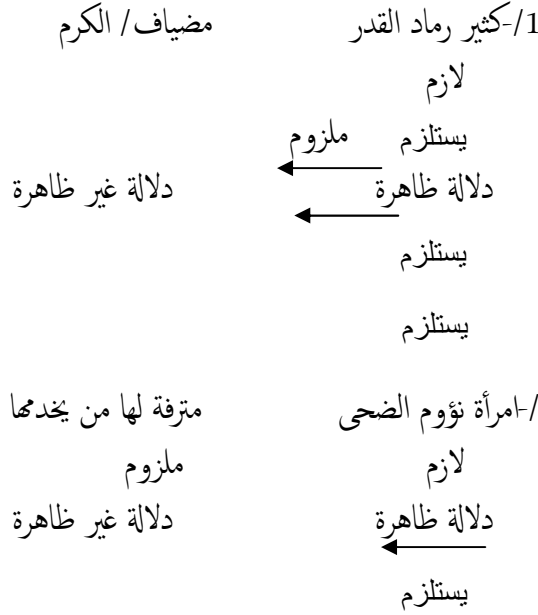 1/-كثير رماد القدر مضياف/ الكرم
لازم
يستلزم ملزوم
دلالة ظاهرة دلالة غير ظاهرة
يستلزم
يستلزم
/-امرأة نؤوم الضحى مترفة لها من يخدمها
لازم ملزوم
دلالة ظاهرة دلالة غير ظاهرة
يستلزم